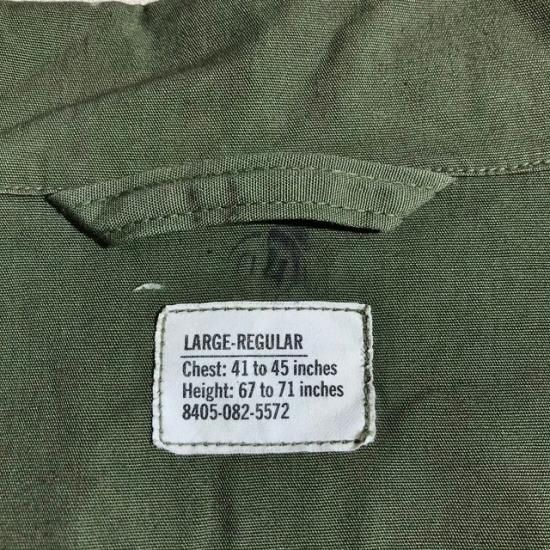 LARGE-REGULAR
Chest: 41 to 45 inches
Height: 67 to 71 inches
8405-082-5572